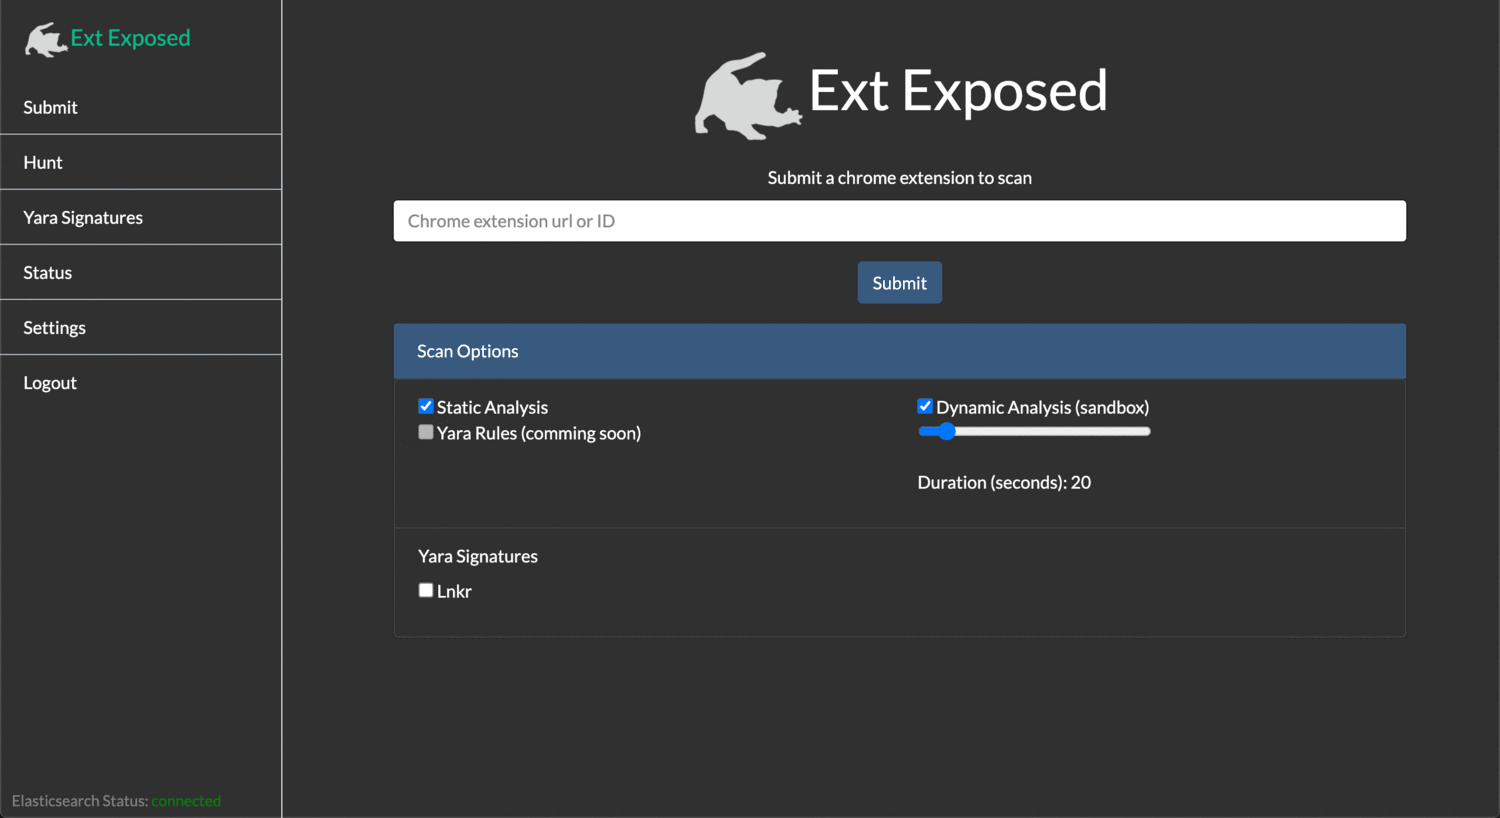 Ext Exposed
Submit
Hunt
Yara Signatures
Status
Settings
Logout
Elasticsearch Status: connected
Ext Exposed
Submit a chrome extension to scan
Chrome extension url or ID
Submit
Scan Options
Static Analysis
Yara Rules (comming soon)
Dynamic Analysis (sandbox)
Duration (seconds): 20
Yara Signatures
Lnkr